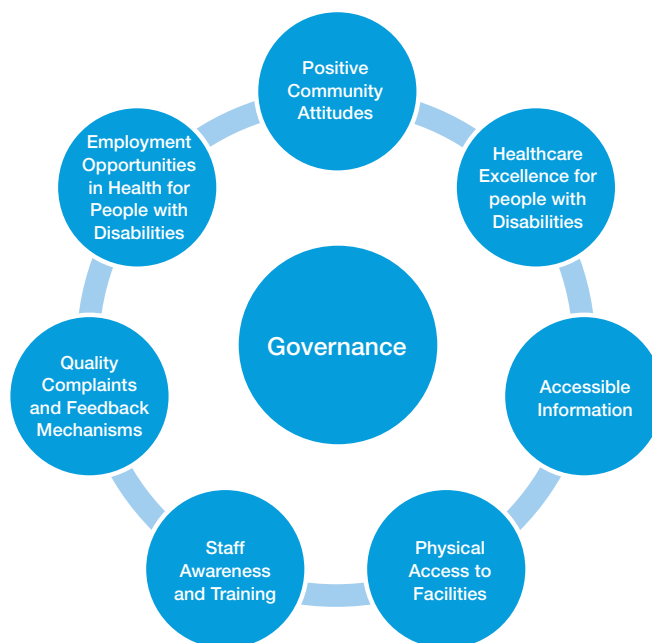 Positive
Community
Attitudes
Healthcare
Excellence for
people with
Disabilities
Accessible
Information
Physical
Access to
Facilities
Staff
Awareness
and Training
Quality
Complaints
and Feedback
Mechanisms
Employment
Opportunities
in Health for
People with
Disabilities
Governance